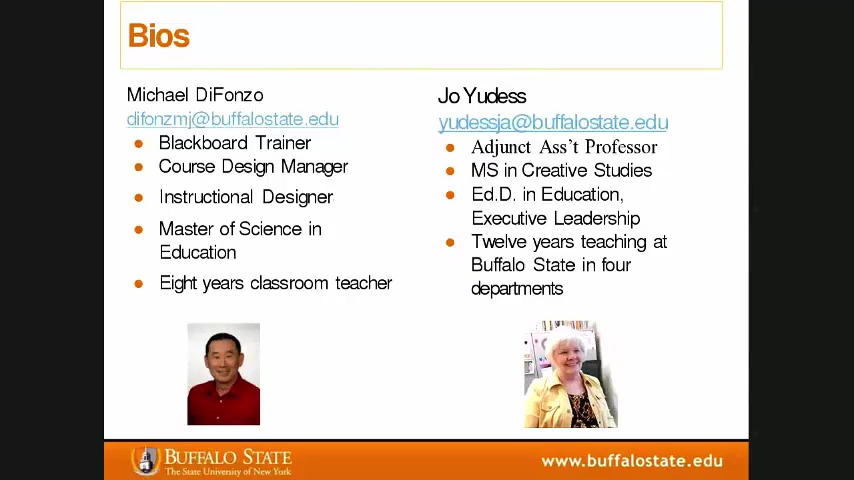 Bios
Michael DiFonzo
difonzmj@buffalostate.edu
Blackboard Trainer
Course Design Manager
Instructional Designer
Master of Science in
Education
Eight years classroom teacher
Jo Yudess
yudessja@buffalostate.edu
Adjunct Ass't Professor
MS in Creative Studies
Ed.D. in Education,
Executive Leadership
Twelve years teaching at
Buffalo State in four
departments
BUFFALO STATE
The State University of New York
www.buffalostate.edu